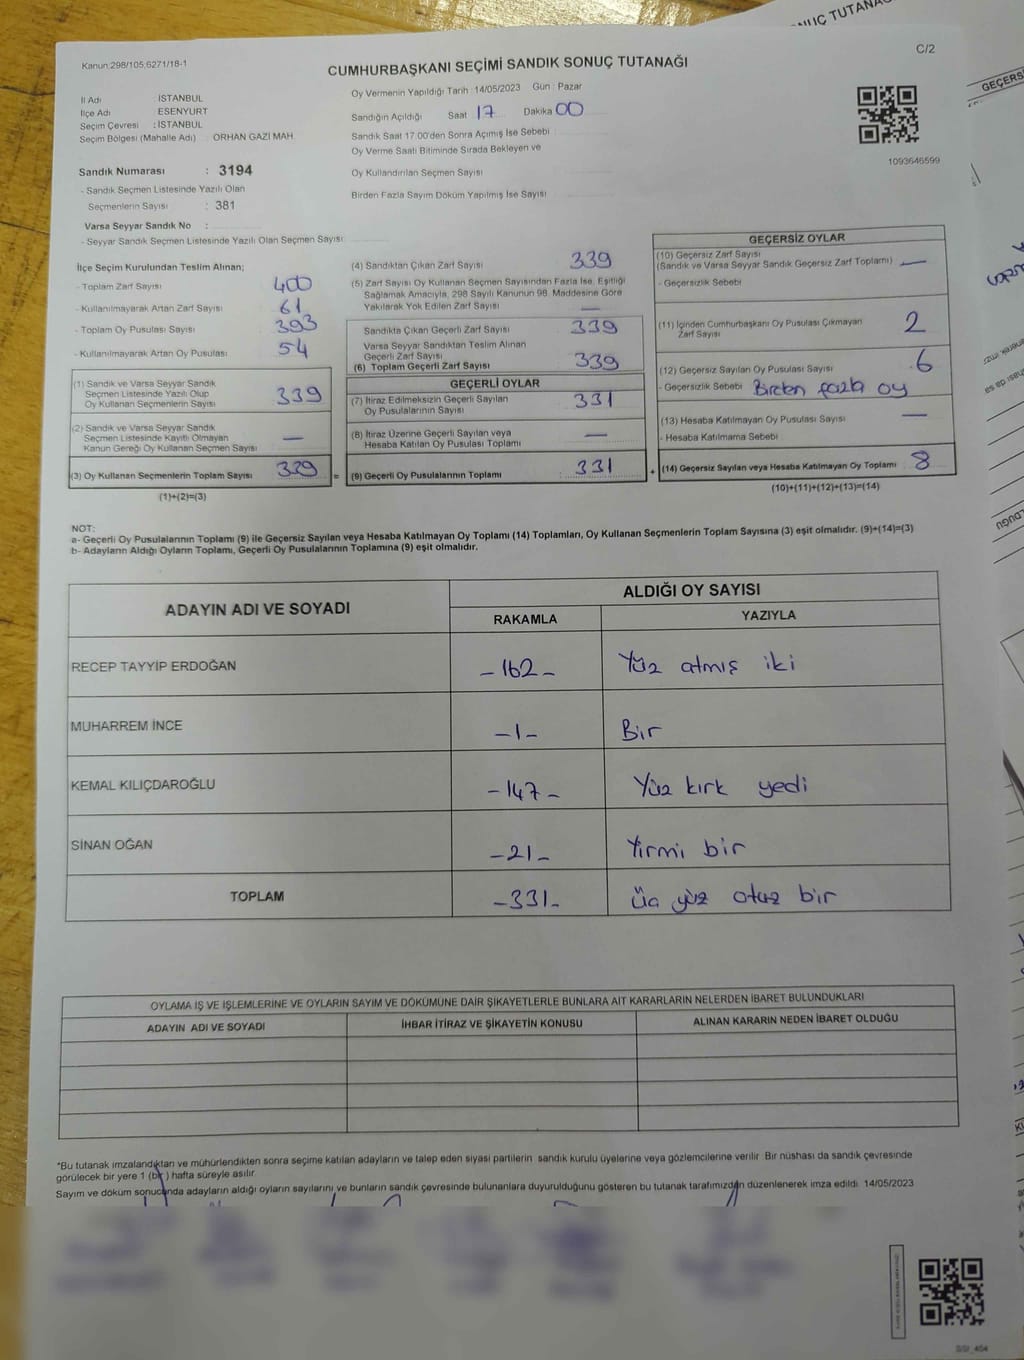 NUÇ TUTANA
C/2
Kanun;298/105,6271/18-1
CUMHURBAŞKANI SEÇİMİ SANDIK SONUÇ TUTANAĞI
İl Adı : İSTANBUL
İlçe Adı : ESENYURT
Seçim Çevresi : İSTANBUL
Seçim Bölgesi (Mahalle Adı) ORHAN GAZİ MAH
Oy Vermenin Yapıldığı Tarih :14/05/2023 Gün : Pazar
Sandığın Açıldığı Saat 17 Dakika 00
Sandık Saat 17:00'den Sonra Açılmış İse Sebebi
Oy Verme Saati Bitiminde Sırada Bekleyen ve
Oy Kullandırılan Seçmen Sayısı
Birden Fazla Sayım Döküm Yapılmış İse Sayısı
1093646599
Sandık Numarası : 3194
- Sandık Seçmen Listesinde Yazılı Olan
Seçmenlerin Sayısı : 381
Varsa Seyyar Sandık No :
- Seyyar Sandık Seçmen Listesinde Yazılı Olan Seçmen Sayısı:
İlçe Seçim Kurulundan Teslim Alınan;
- Toplam Zarf Sayısı 400
- Kullanılmayarak Artan Zarf Sayısı 61
- Toplam Oy Pusulası Sayısı 393
- Kullanılmayarak Artan Oy Pusulası 54
(1) Sandık ve Varsa Seyyar Sandık
Seçmen Listesinde Yazılı Olup
Oy Kullanan Seçmenlerin Sayısı 339
(2) Sandık ve Varsa Seyyar Sandık
Seçmen Listesinde Kayıtlı Olmayan
Kanun Gereği Oy Kullanan Seçmen Sayısı —
(3) Oy Kullanan Seçmenlerin Toplam Sayısı 339 =
(1)+(2)=(3)
(4) Sandıktan Çıkan Zarf Sayısı 339
(5) Zarf Sayısı Oy Kullanan Seçmen Sayısından Fazla İse, Eşitliği
Sağlamak Amacıyla, 298 Sayılı Kanunun 98. Maddesine Göre
Yakılarak Yok Edilen Zarf Sayısı —
Sandıkta Çıkan Geçerli Zarf Sayısı 339
Varsa Seyyar Sandıktan Teslim Alınan
Geçerli Zarf Sayısı
(6) Toplam Geçerli Zarf Sayısı 339
GEÇERLİ OYLAR
(7) İtiraz Edilmeksizin Geçerli Sayılan
Oy Pusulalarının Sayısı 331
(8) İtiraz Üzerine Geçerli Sayılan veya
Hesaba Katılan Oy Pusulası Toplamı —
(9) Geçerli Oy Pusulalarının Toplamı : 331 +
GEÇERSİZ OYLAR
(10) Geçersiz Zarf Sayısı
(Sandık ve Varsa Seyyar Sandık Geçersiz Zarf Toplamı) —
- Geçersizlik Sebebi
(11) İçinden Cumhurbaşkanı Oy Pusulası Çıkmayan
Zarf Sayısı 2
(12) Geçersiz Sayılan Oy Pusulası Sayısı 6
- Geçersizlik Sebebi Birden fazla oy
(13) Hesaba Katılmayan Oy Pusulası Sayısı —
- Hesaba Katılmama Sebebi
(14) Geçersiz Sayılan veya Hesaba Katılmayan Oy Toplamı 8
(10)+(11)+(12)+(13)=(14)
NOT:
a- Geçerli Oy Pusulalarının Toplamı (9) ile Geçersiz Sayılan veya Hesaba Katılmayan Oy Toplamı (14) Toplamları, Oy Kullanan Seçmenlerin Toplam Sayısına (3) eşit olmalıdır. (9)+(14)=(3)
b- Adayların Aldığı Oyların Toplamı, Geçerli Oy Pusulalarının Toplamına (9) eşit olmalıdır.
ADAYIN ADI VE SOYADI ALDIĞI OY SAYISI
RAKAMLA YAZIYLA
RECEP TAYYİP ERDOĞAN -162- Yüz atmış iki
MUHARREM İNCE -1- Bir
KEMAL KILIÇDAROĞLU -147- Yüz kırk yedi
SİNAN OĞAN -21- Yirmi bir
TOPLAM -331- Üç yüz otuz bir
OYLAMA İŞ VE İŞLEMLERİNE VE OYLARIN SAYIM VE DÖKÜMÜNE DAİR ŞİKAYETLERLE BUNLARA AİT KARARLARIN NELERDEN İBARET BULUNDUKLARI
ADAYIN ADI VE SOYADI İHBAR İTİRAZ VE ŞİKAYETİN KONUSU ALINAN KARARIN NEDEN İBARET OLDUĞU
*Bu tutanak imzalandıktan ve mühürlendikten sonra seçime katılan adayların ve talep eden siyasi partilerin sandık kurulu üyelerine veya gözlemcilerine verilir. Bir nüshası da sandık çevresinde
görülecek bir yere 1 (bir) hafta süreyle asılır.
Sayım ve döküm sonucunda adayların aldığı oyların sayılarını ve bunların sandık çevresinde bulunanlara duyurulduğunu gösteren bu tutanak tarafımızdan düzenlenerek imza edildi. 14/05/2023